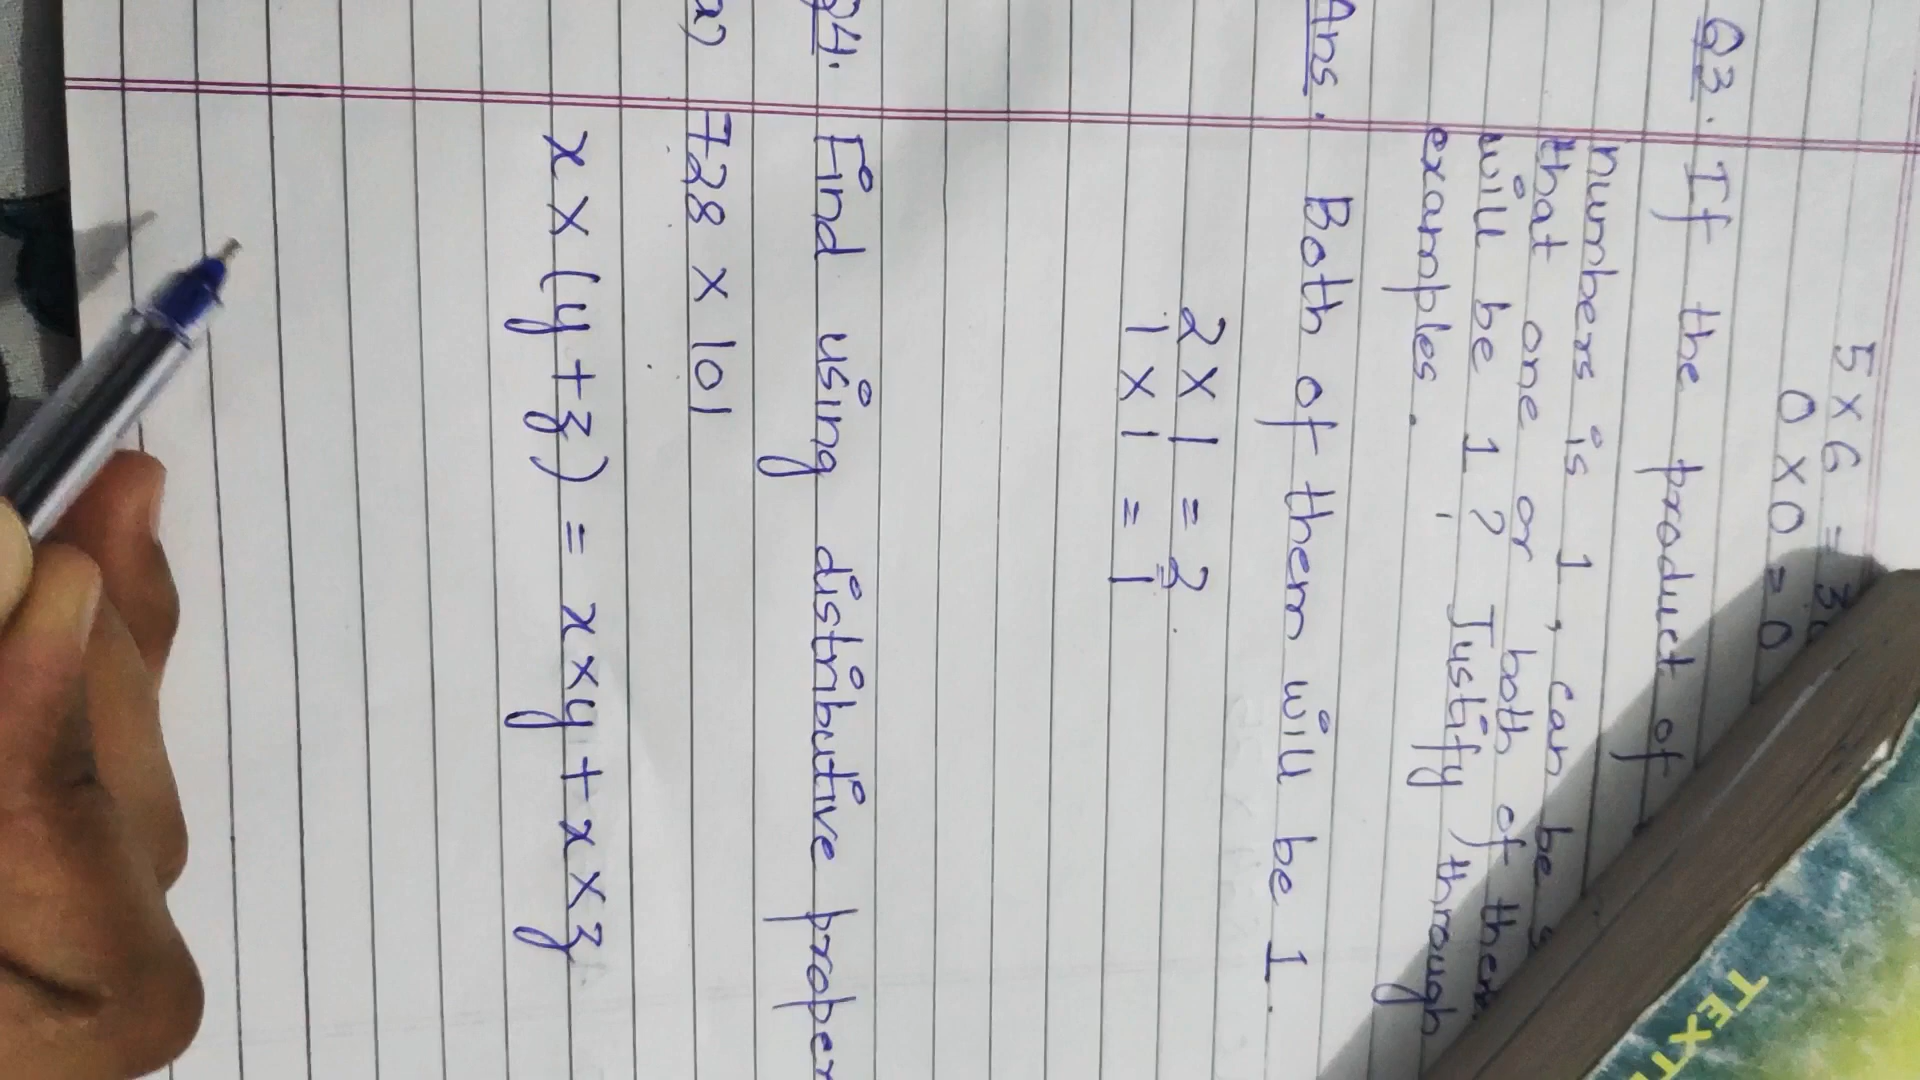 5 x 6 = 30
0 x 0 = 0
Q3. If the product of
numbers is 1, can be
that one or both of them
will be 1? Justify through
examples.
Ans. Both of them will be 1.
2 x 1 = 2
1 x 1 = 1
Q4. Find using distributive proper
a) 728 x 101
x x (y + z) = x x y + x x z
TEXT